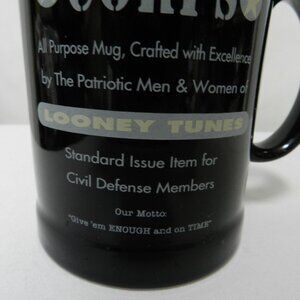 All Purpose Mug, Crafted with Excellence
by The Patriotic Men & Women of
LOONEY TUNES
Standard Issue Item for
Civil Defense Members
Our Motto:
"Give 'em ENOUGH and on TIME"